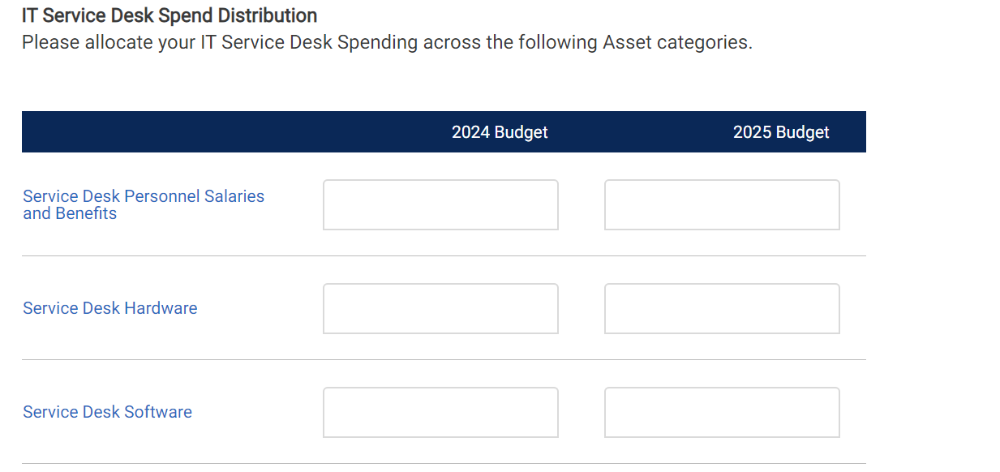 IT Service Desk Spend Distribution
Please allocate your IT Service Desk Spending across the following Asset categories.
2024 Budget 2025 Budget
Service Desk Personnel Salaries
and Benefits
Service Desk Hardware
Service Desk Software